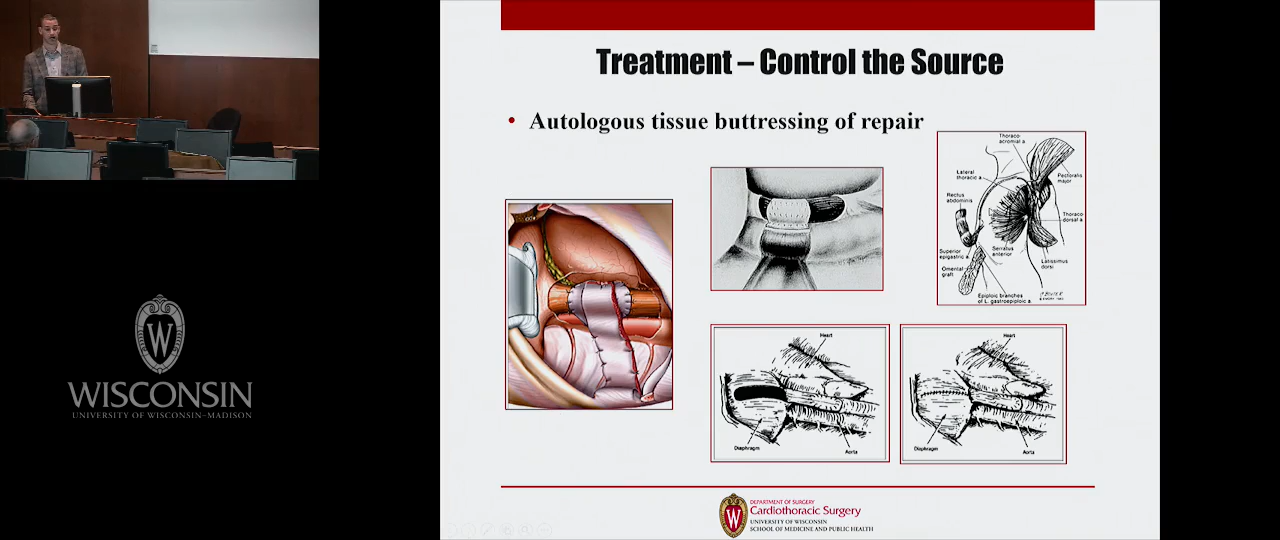 Treatment – Control the Source
• Autologous tissue buttressing of repair
Thoraco
acromial a
Lateral
thoracic a.
Pectoralis
major
Rectus
abdominis
Thoraco
dorsal a
Serratus
anterior
Superior
epigastric a.
Latissimus
dorsi
Omental
graft
Epiploic branches
of L. gastroepiploic a.
Heart
Diaphragm
Aorta
Heart
Diaphragm
Aorta
W
WISCONSIN
UNIVERSITY OF WISCONSIN–MADISON
W
DEPARTMENT OF SURGERY
Cardiothoracic Surgery
UNIVERSITY OF WISCONSIN
SCHOOL OF MEDICINE AND PUBLIC HEALTH